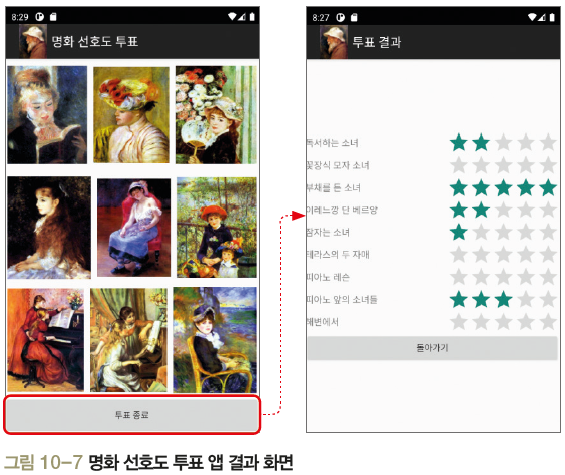 8:29
명화 선호도 투표
투표 종료
8:27
투표 결과
독서하는 소녀
꽃장식 모자 소녀
부채를 든 소녀
이레느깡 단 베르양
잠자는 소녀
테라스의 두 자매
피아노 레슨
피아노 앞의 소녀들
해변에서
돌아가기
그림 10-7 명화 선호도 투표 앱 결과 화면